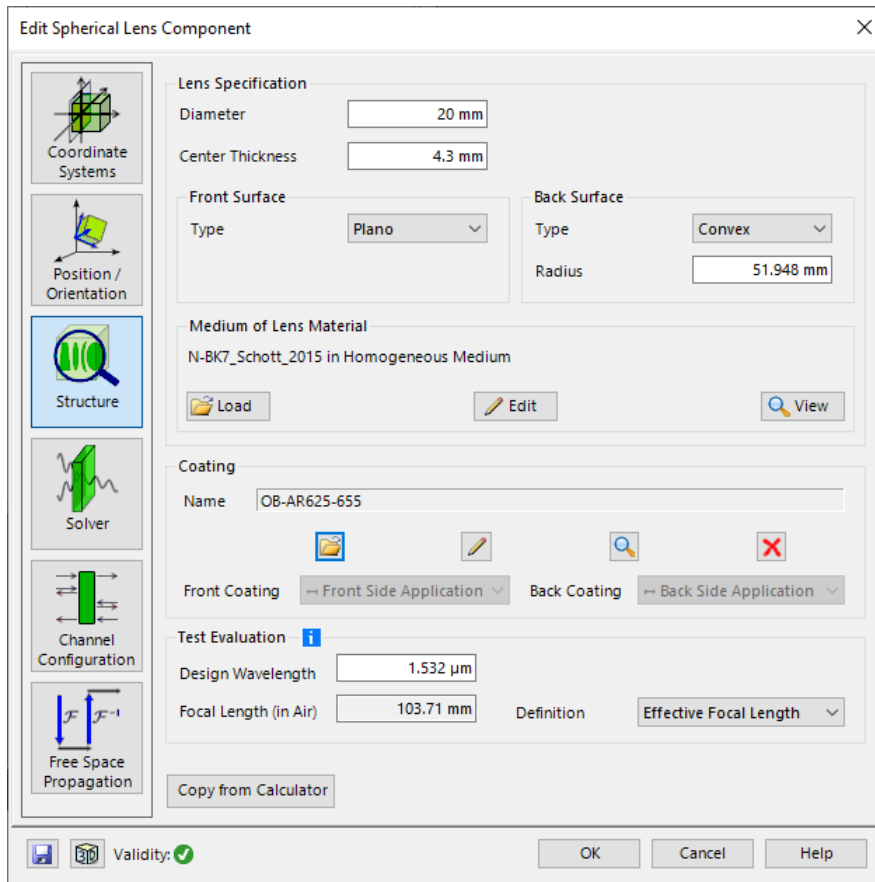 Edit Spherical Lens Component
Coordinate
Systems
Position /
Orientation
Structure
Solver
Channel
Configuration
ℱ ℱ⁻¹
Free Space
Propagation
Lens Specification
Diameter 20 mm
Center Thickness 4.3 mm
Front Surface
Type Plano
Back Surface
Type Convex
Radius 51.948 mm
Medium of Lens Material
N-BK7_Schott_2015 in Homogeneous Medium
Load Edit View
Coating
Name OB-AR625-655
Front Coating ↦ Front Side Application Back Coating ↦ Back Side Application
Test Evaluation i
Design Wavelength 1.532 µm
Focal Length (in Air) 103.71 mm Definition Effective Focal Length
Copy from Calculator
3D Validity: OK Cancel Help